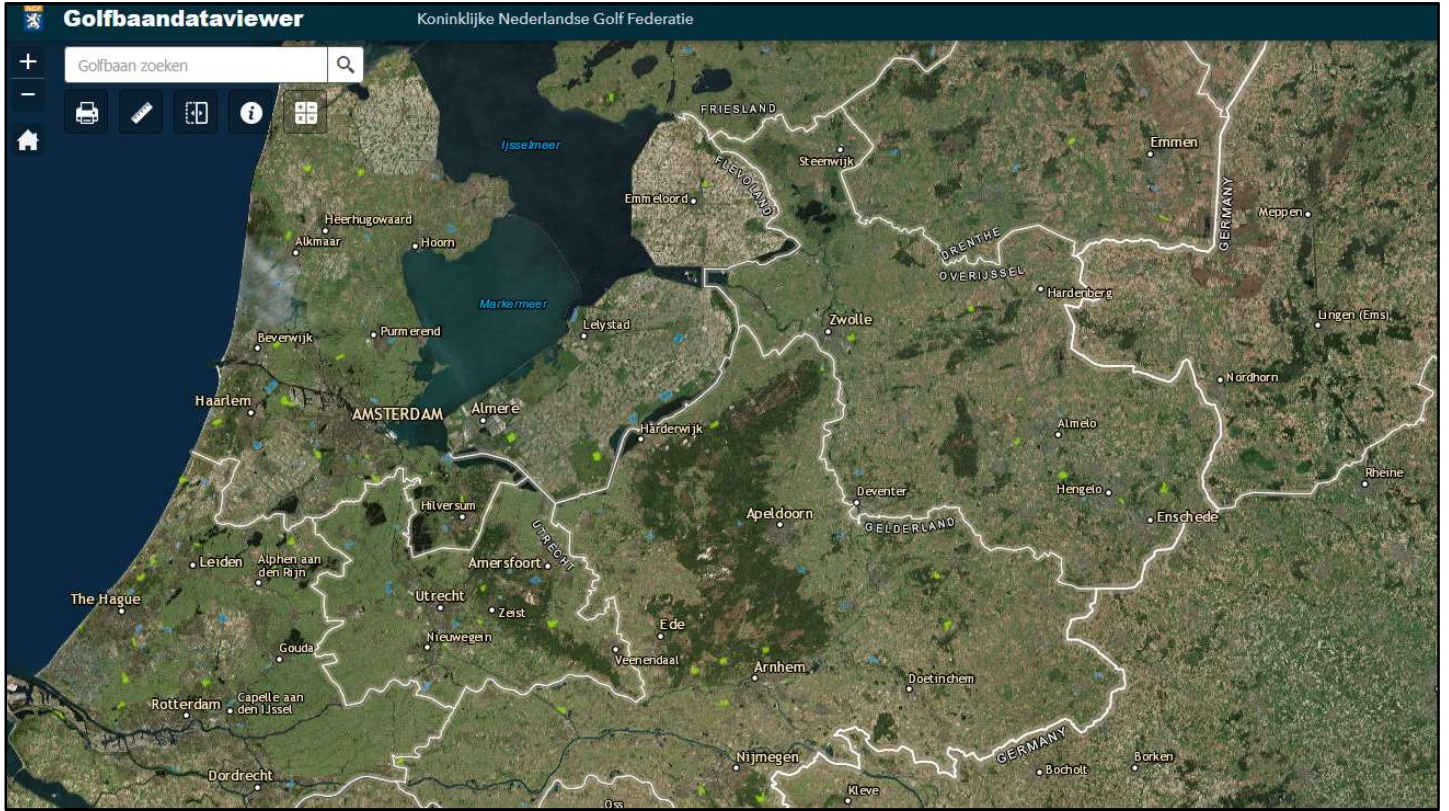 NGF
Golfbaandataviewer
Koninklijke Nederlandse Golf Federatie
+
Golfbaan zoeken
−
FRIESLAND
Emmen
Ijsselmeer
Steenwijk
FLEVOLAND
Emmeloord
GERMANY
Meppen
Heerhugowaard
Alkmaar
Hoorn
DRENTHE
OVERIJSSEL
Hardenberg
Markermeer
Lelystad
Zwolle
Lingen (Ems)
Beverwijk
Purmerend
Nordhorn
Haarlem
AMSTERDAM
Almere
Harderwijk
Almelo
Rheine
Hilversum
Deventer
Hengelo
Apeldoorn
GELDERLAND
Enschede
UTRECHT
Leiden
Alphen aan
den Rijn
Amersfoort
The Hague
Utrecht
Zeist
Ede
Nieuwegein
Gouda
Veenendaal
Arnhem
Doetinchem
Rotterdam
Capelle aan
den IJssel
GERMANY
Nijmegen
Borken
Bocholt
Dordrecht
Kleve
Oss